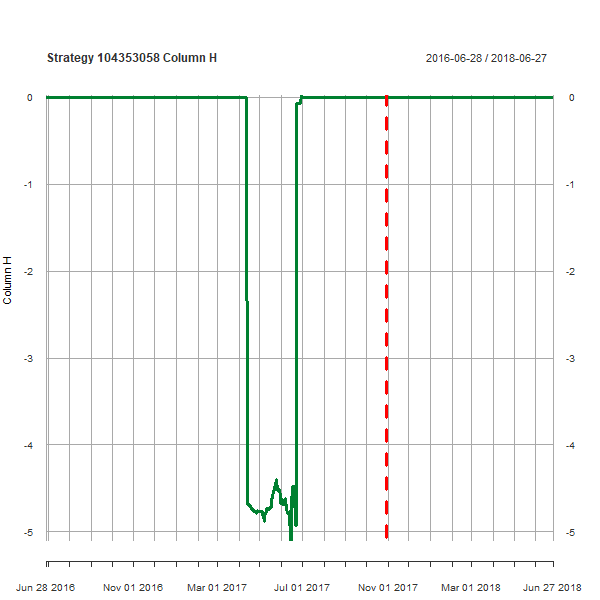 Strategy 104353058 Column H
2016-06-28 / 2018-06-27
0
0
-1
-1
-2
-2
-3
-3
-4
-4
-5
-5
Column H
Jun 28 2016
Nov 01 2016
Mar 01 2017
Jul 01 2017
Nov 01 2017
Mar 01 2018
Jun 27 2018